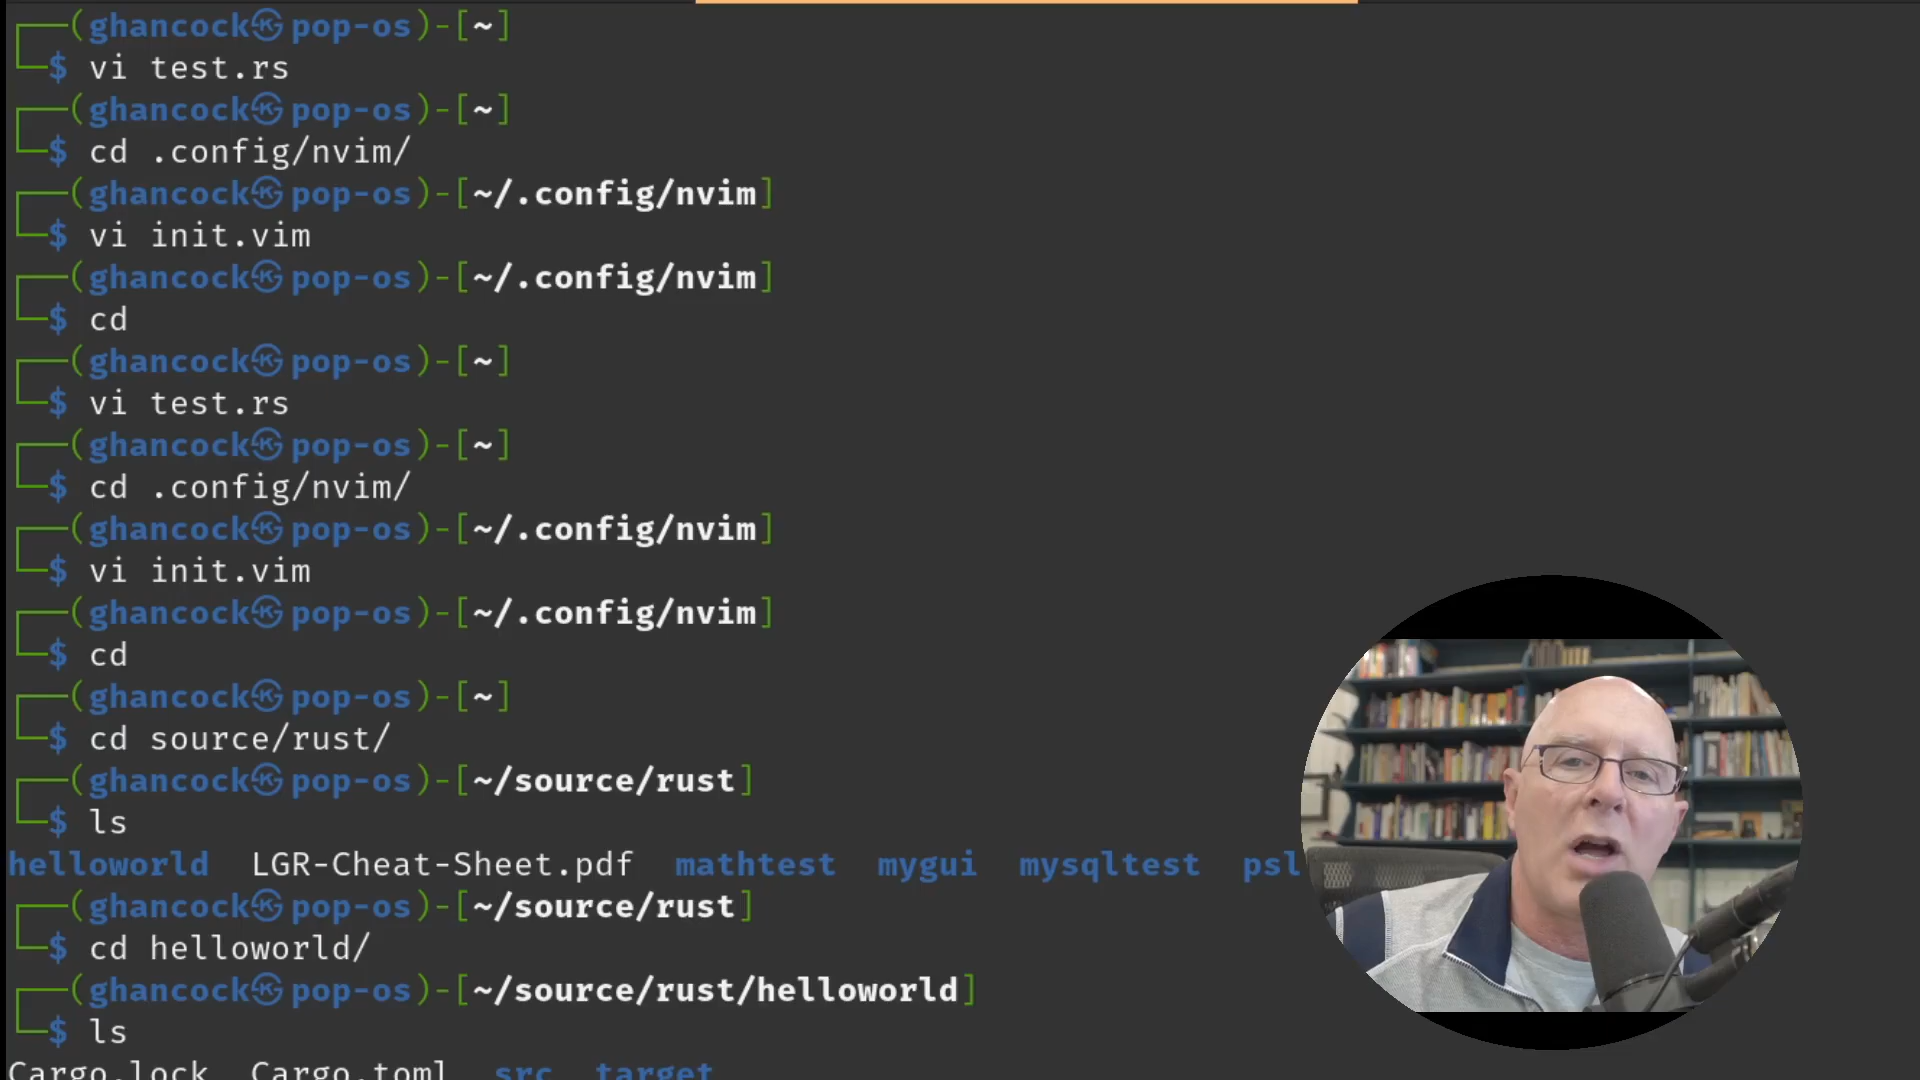 (ghancock㉿pop-os)-[~]
$ vi test.rs
(ghancock㉿pop-os)-[~]
$ cd .config/nvim/
(ghancock㉿pop-os)-[~/.config/nvim]
$ vi init.vim
(ghancock㉿pop-os)-[~/.config/nvim]
$ cd
(ghancock㉿pop-os)-[~]
$ vi test.rs
(ghancock㉿pop-os)-[~]
$ cd .config/nvim/
(ghancock㉿pop-os)-[~/.config/nvim]
$ vi init.vim
(ghancock㉿pop-os)-[~/.config/nvim]
$ cd
(ghancock㉿pop-os)-[~]
$ cd source/rust/
(ghancock㉿pop-os)-[~/source/rust]
$ ls
helloworld LGR-Cheat-Sheet.pdf mathtest mygui mysqltest psl
(ghancock㉿pop-os)-[~/source/rust]
$ cd helloworld/
(ghancock㉿pop-os)-[~/source/rust/helloworld]
$ ls
Cargo.lock Cargo.toml src target